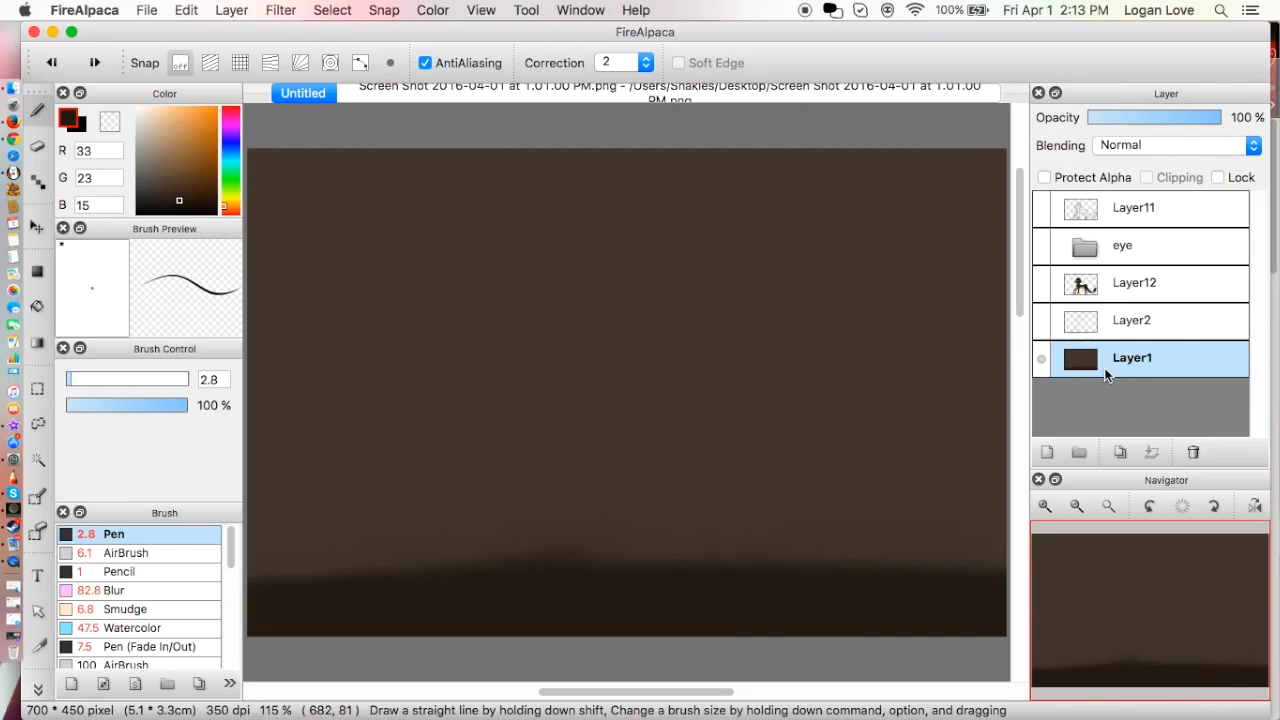 FireAlpaca File Edit Layer Filter Select Snap Color View Tool Window Help 100% Fri Apr 1 2:13 PM Logan Love
FireAlpaca
Snap off AntiAliasing Correction 2 Soft Edge
Color
Untitled
Screen Shot 2016-04-01 at 1.01.00 PM.png - /Users/Shakies/Desktop/Screen Shot 2016-04-01 at 1.01.00 PM.png
Layer
Opacity 100 %
R 33
Blending Normal
G 23
Protect Alpha Clipping Lock
B 15
Layer11
Brush Preview
*
eye
Layer12
Layer2
Brush Control
Layer1
2.8
100 %
Navigator
Brush
2.8 Pen
6.1 AirBrush
1 Pencil
82.8 Blur
6.8 Smudge
47.5 Watercolor
7.5 Pen (Fade In/Out)
100 AirBrush
T
700 * 450 pixel (5.1 * 3.3cm) 350 dpi 115 % ( 682, 81 ) Draw a straight line by holding down shift, Change a brush size by holding down command, option, and dragging